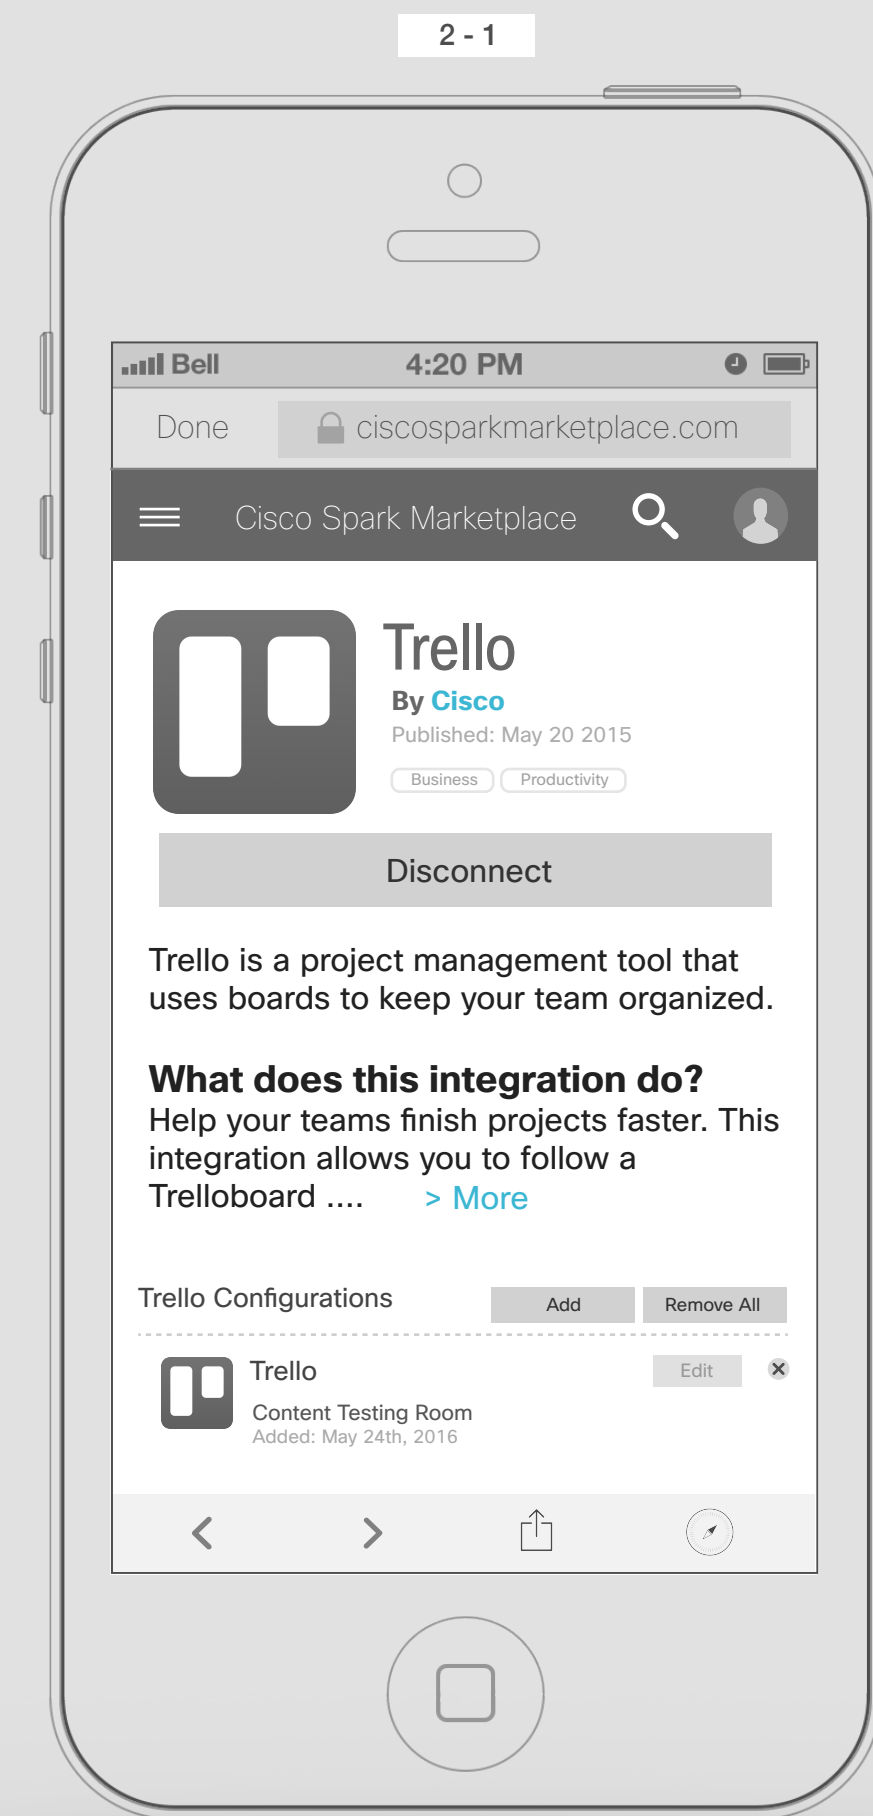 2 - 1
Bell 4:20 PM
Done ciscosparkmarketplace.com
Cisco Spark Marketplace
Trello
By Cisco
Published: May 20 2015
Business Productivity
Disconnect
Trello is a project management tool that
uses boards to keep your team organized.
What does this integration do?
Help your teams finish projects faster. This
integration allows you to follow a
Trelloboard .... > More
Trello Configurations Add Remove All
Trello Edit
Content Testing Room
Added: May 24th, 2016